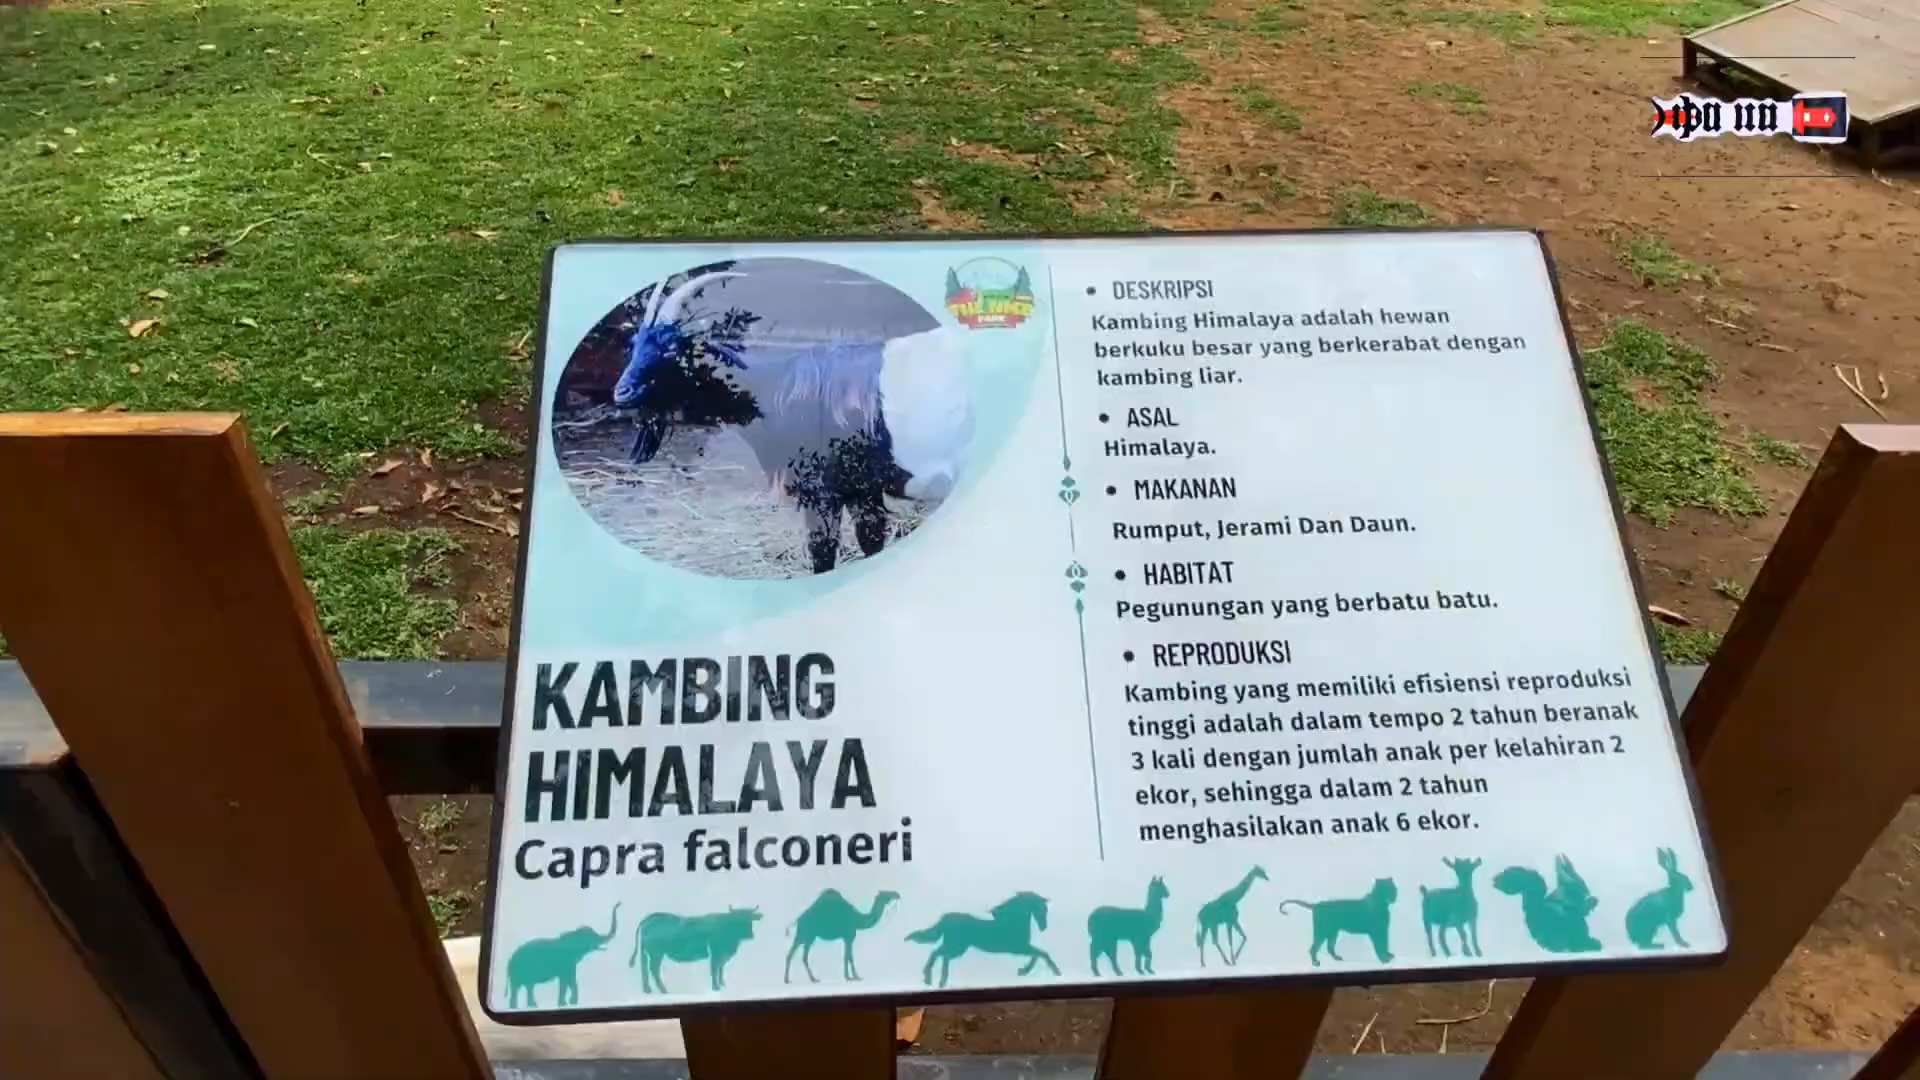 THE NICE
PARK
KAMBING
HIMALAYA
Capra falconeri
• DESKRIPSI
Kambing Himalaya adalah hewan
berkuku besar yang berkerabat dengan
kambing liar.
• ASAL
Himalaya.
• MAKANAN
Rumput, Jerami Dan Daun.
• HABITAT
Pegunungan yang berbatu batu.
• REPRODUKSI
Kambing yang memiliki efisiensi reproduksi
tinggi adalah dalam tempo 2 tahun beranak
3 kali dengan jumlah anak per kelahiran 2
ekor, sehingga dalam 2 tahun
menghasilakan anak 6 ekor.